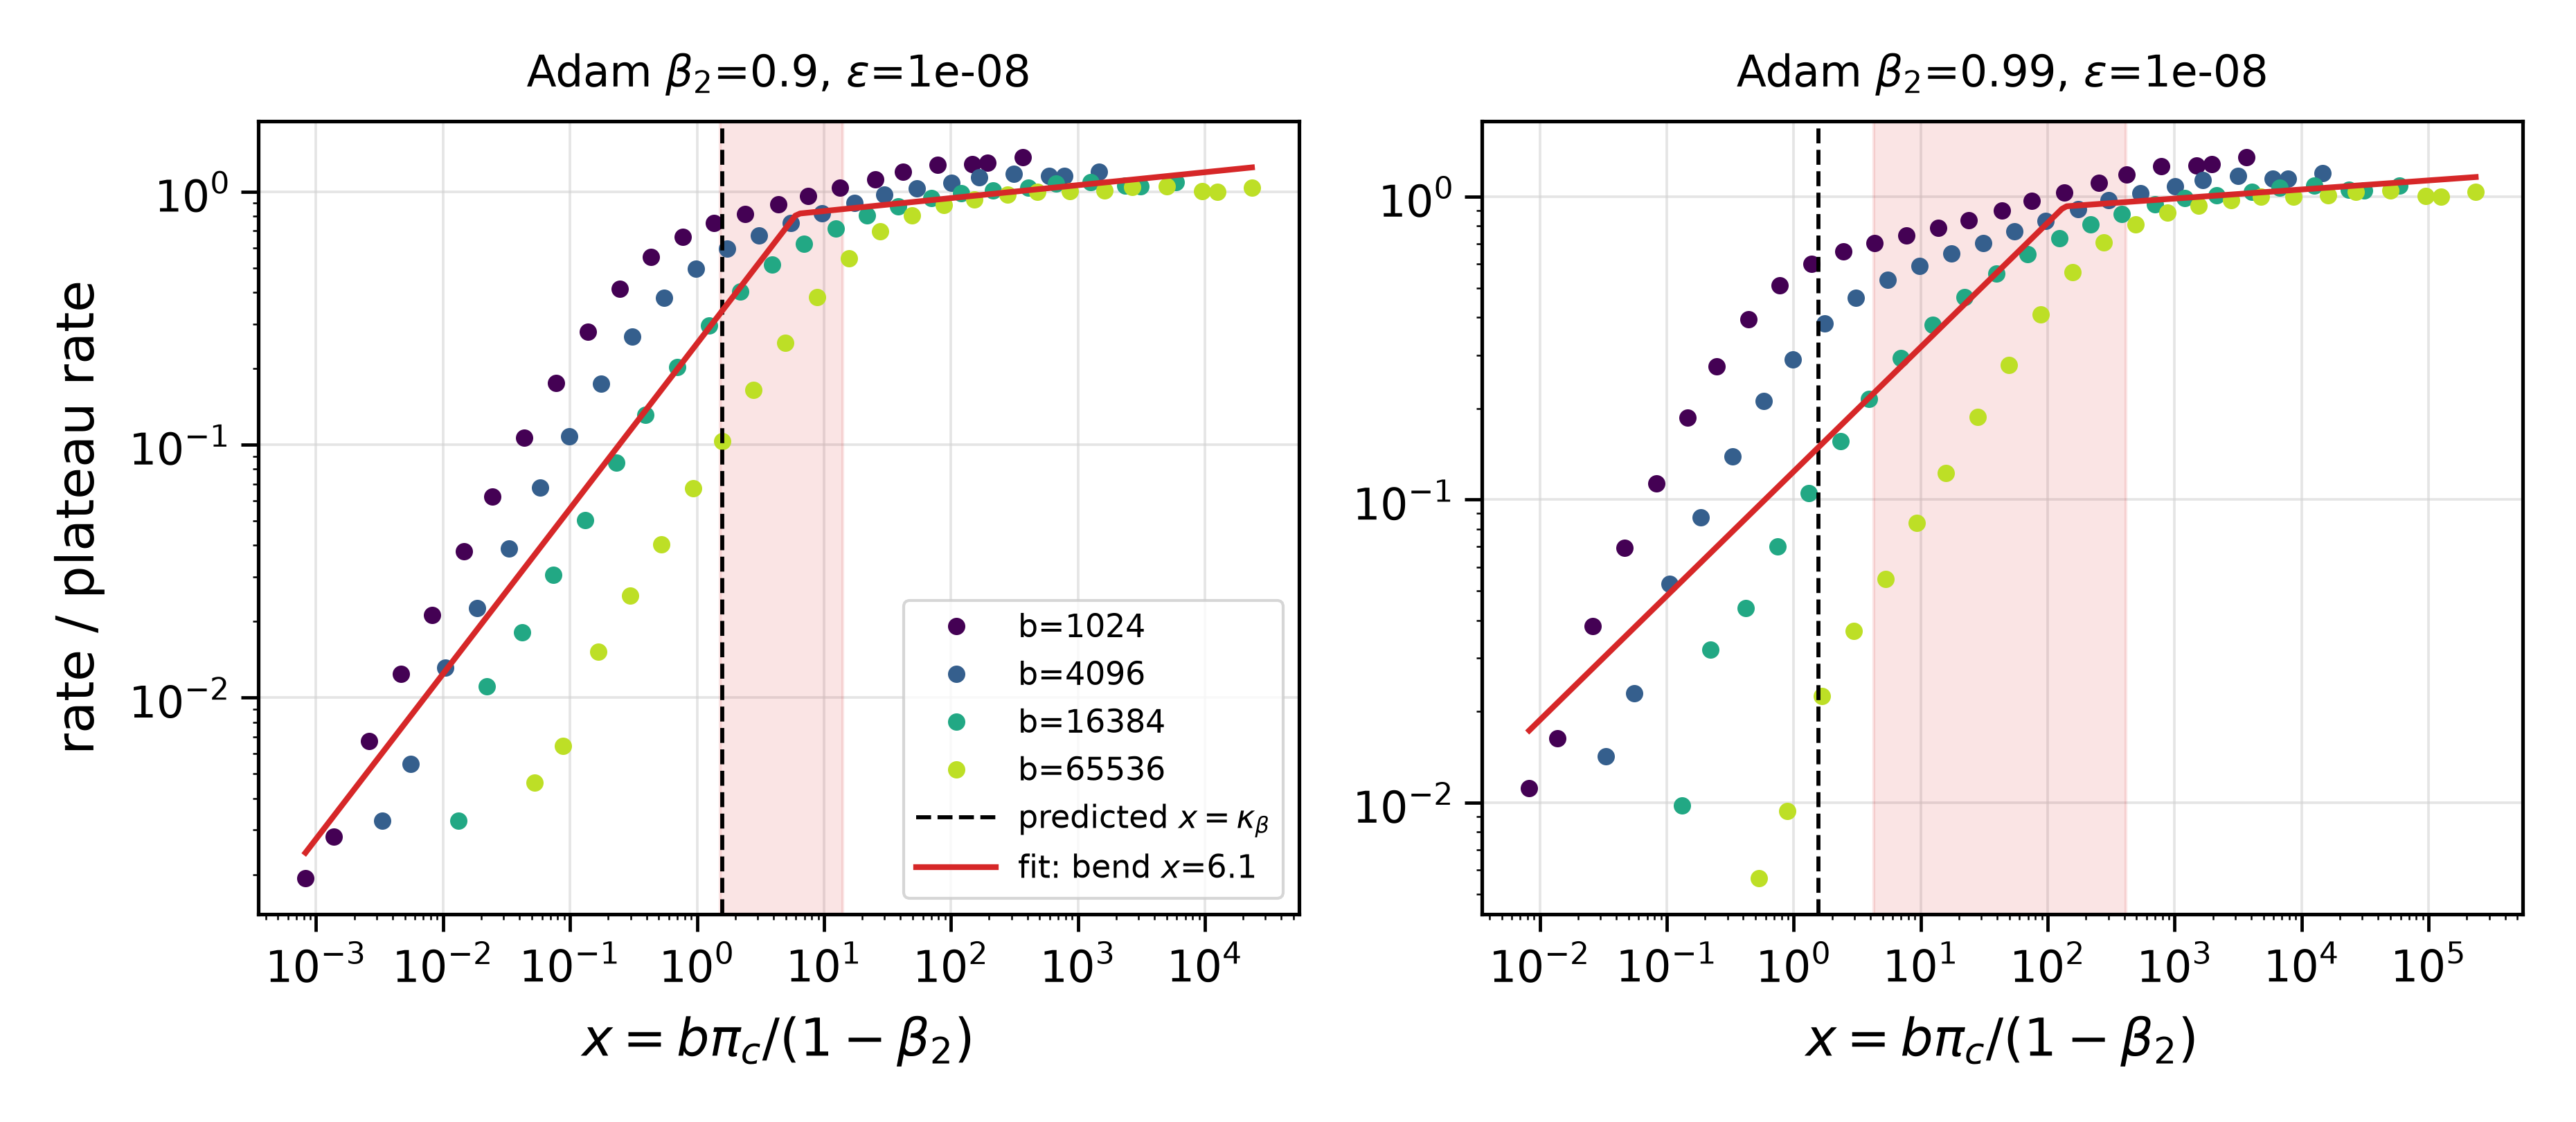 Adam β₂=0.9, ε=1e-08
rate / plateau rate
10⁰
10⁻¹
10⁻²
b=1024
b=4096
b=16384
b=65536
predicted x = κ_β
fit: bend x=6.1
10⁻³ 10⁻² 10⁻¹ 10⁰ 10¹ 10² 10³ 10⁴
x = bπ_c/(1 − β₂)
Adam β₂=0.99, ε=1e-08
10⁰
10⁻¹
10⁻²
10⁻² 10⁻¹ 10⁰ 10¹ 10² 10³ 10⁴ 10⁵
x = bπ_c/(1 − β₂)